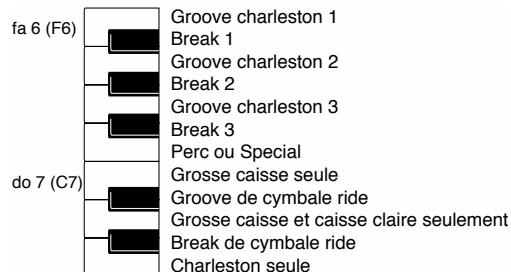 Groove charleston 1
fa 6 (F6)
Break 1
Groove charleston 2
Break 2
Groove charleston 3
Break 3
Perc ou Special
Grosse caisse seule
do 7 (C7)
Groove de cymbale ride
Grosse caisse et caisse claire seulement
Break de cymbale ride
Charleston seule